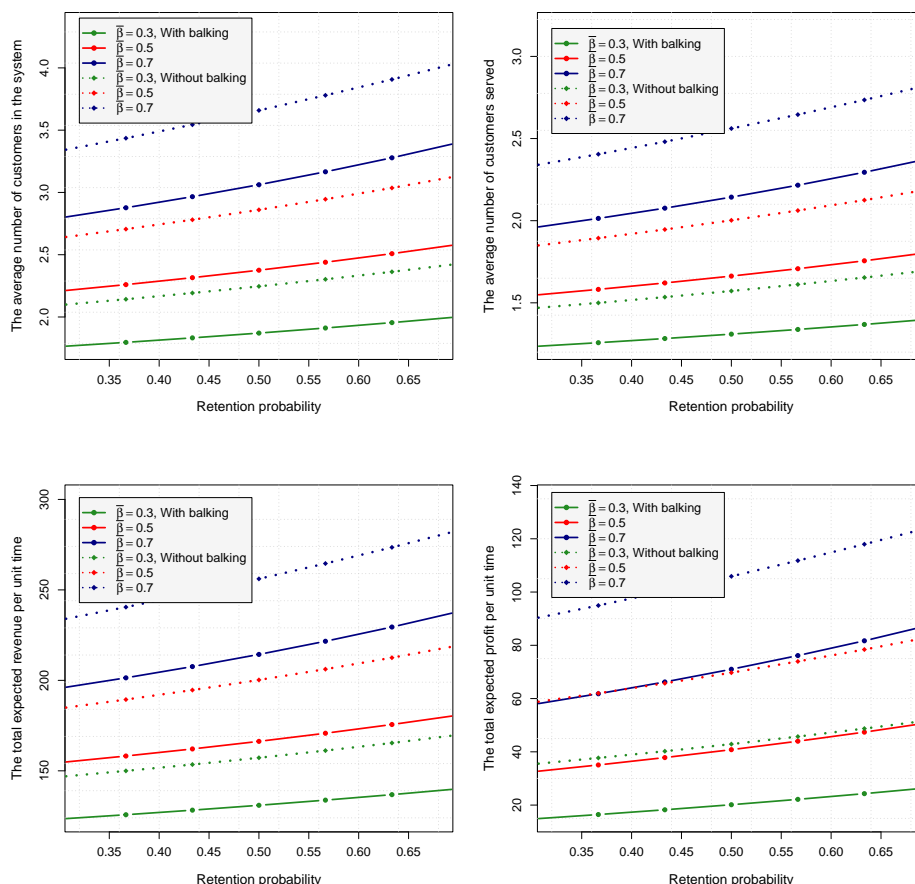 The average number of customers in the system
4.0
3.5
3.0
2.5
2.0
β̅ = 0.3, With balking
β̅ = 0.5
β̅ = 0.7
β̅ = 0.3, Without balking
β̅ = 0.5
β̅ = 0.7
0.35 0.40 0.45 0.50 0.55 0.60 0.65
Retention probability
The average number of customers served
3.0
2.5
2.0
1.5
β̅ = 0.3, With balking
β̅ = 0.5
β̅ = 0.7
β̅ = 0.3, Without balking
β̅ = 0.5
β̅ = 0.7
0.35 0.40 0.45 0.50 0.55 0.60 0.65
Retention probability
The total expected revenue per unit time
300
250
200
150
β̅ = 0.3, With balking
β̅ = 0.5
β̅ = 0.7
β̅ = 0.3, Without balking
β̅ = 0.5
β̅ = 0.7
0.35 0.40 0.45 0.50 0.55 0.60 0.65
Retention probability
The total expected profit per unit time
140
120
100
80
60
40
20
β̅ = 0.3, With balking
β̅ = 0.5
β̅ = 0.7
β̅ = 0.3, Without balking
β̅ = 0.5
β̅ = 0.7
0.35 0.40 0.45 0.50 0.55 0.60 0.65
Retention probability